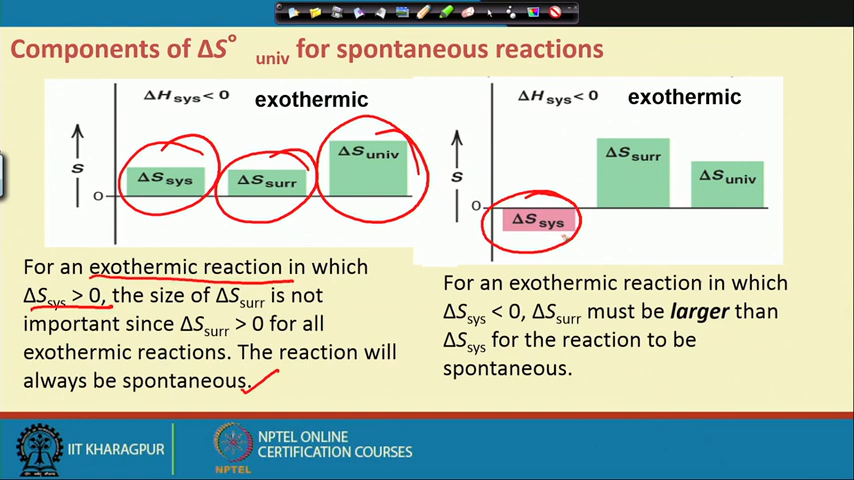 Components of ΔS° univ for spontaneous reactions
ΔHsys< 0
exothermic
S
0
ΔSsys
ΔSsurr
ΔSuniv
ΔHsys< 0
exothermic
S
0
ΔSsys
ΔSsurr
ΔSuniv
For an exothermic reaction in which
ΔSsys > 0, the size of ΔSsurr is not
important since ΔSsurr > 0 for all
exothermic reactions. The reaction will
always be spontaneous.
For an exothermic reaction in which
ΔSsys < 0, ΔSsurr must be larger than
ΔSsys for the reaction to be
spontaneous.
IIT KHARAGPUR
NPTEL
NPTEL ONLINE
CERTIFICATION COURSES